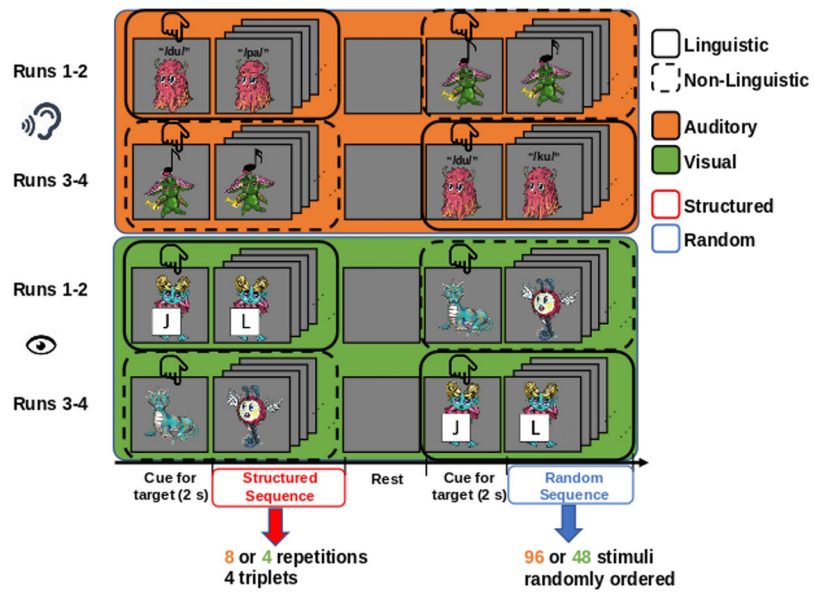 Runs 1-2
"/du/"
"/pa/"
Runs 3-4
"/du/"
"/ku/"
Runs 1-2
J
L
Runs 3-4
J
L
Linguistic
Non-Linguistic
Auditory
Visual
Structured
Random
Cue for
target (2 s)
Structured
Sequence
Rest
Cue for
target (2 s)
Random
Sequence
8 or 4 repetitions
4 triplets
96 or 48 stimuli
randomly ordered